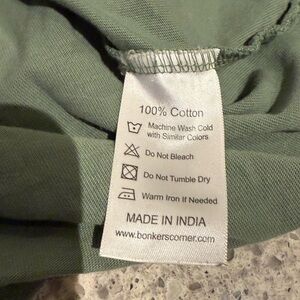 100% Cotton
Machine Wash Cold
with Similar Colors
Do Not Bleach
Do Not Tumble Dry
Warm Iron If Needed
MADE IN INDIA
www.bonkerscorner.com